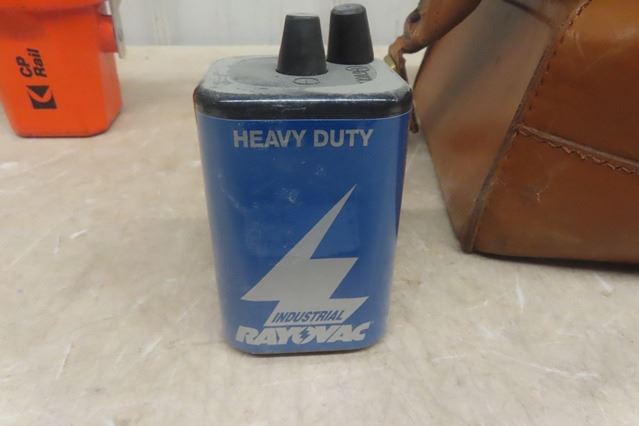 CP
Rail
HEAVY DUTY
INDUSTRIAL
RAYOVAC